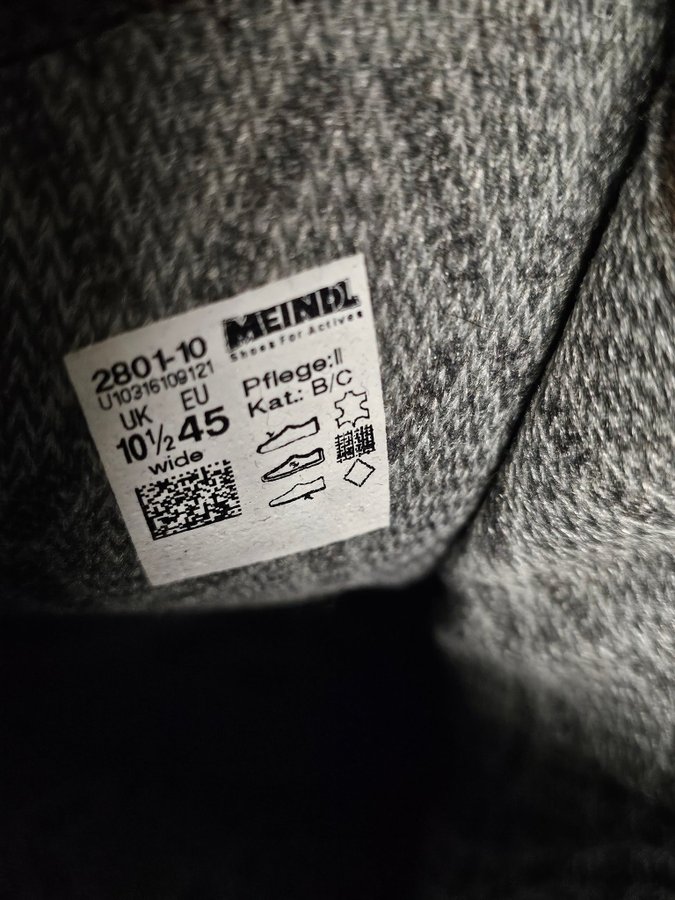 MEINDL
Shoes For Actives
2801-10
U10316109121
UK EU
10½ 45
wide
Pflege: II
Kat.: B/C